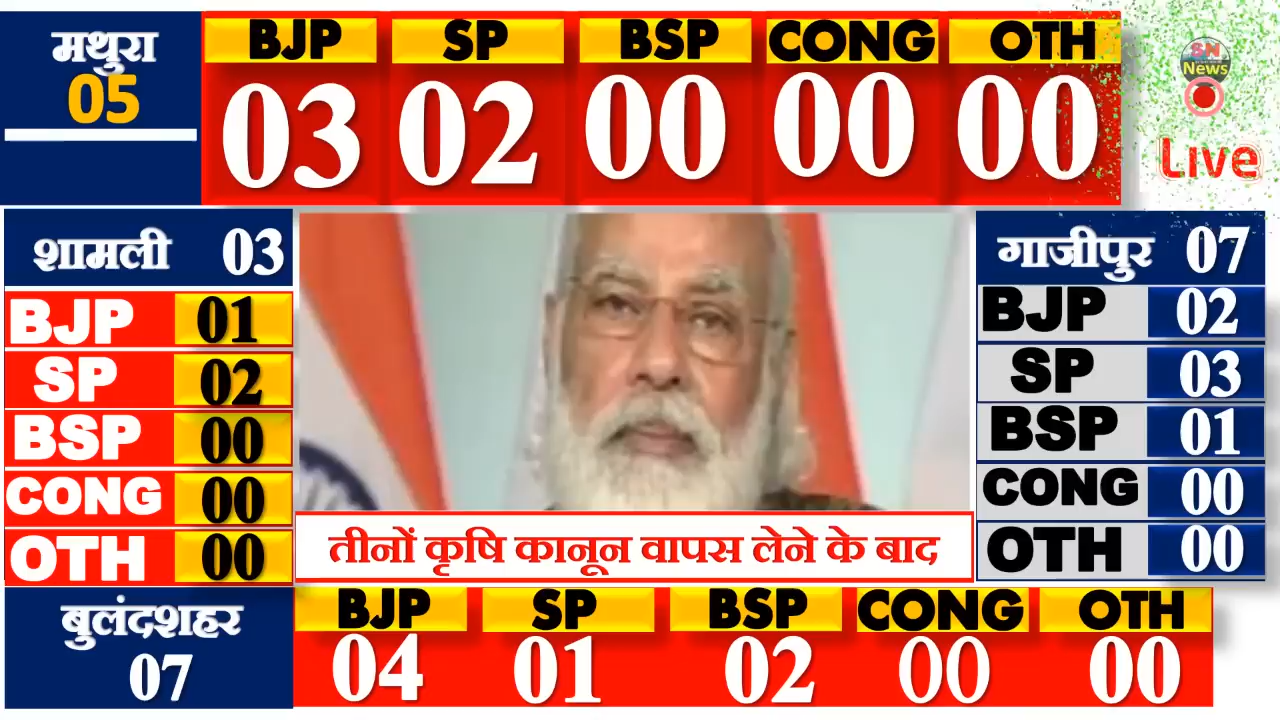 मथुरा
05
BJP SP BSP CONG OTH
03 02 00 00 00
SN
News
Live
शामली 03
BJP 01
SP 02
BSP 00
CONG 00
OTH 00
गाजीपुर 07
BJP 02
SP 03
BSP 01
CONG 00
OTH 00
तीनों कृषि कानून वापस लेने के बाद
बुलंदशहर
07
BJP SP BSP CONG OTH
04 01 02 00 00